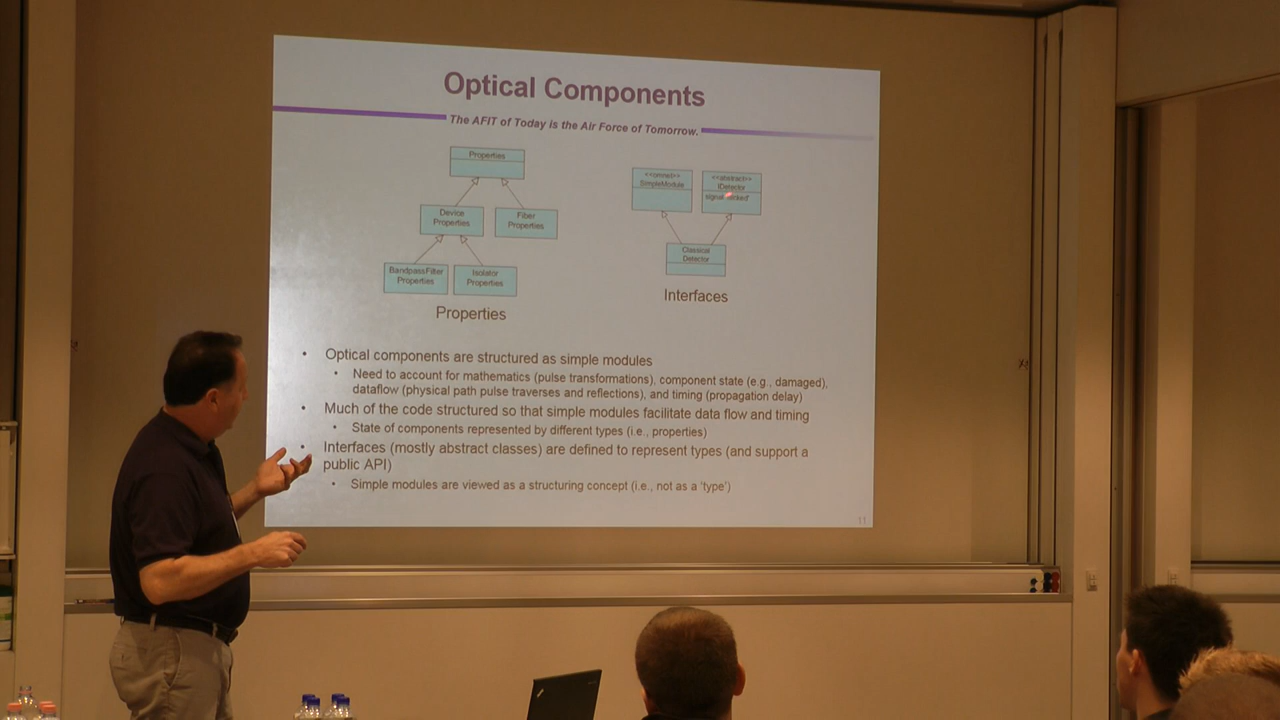 Optical Components
The AFIT of Today is the Air Force of Tomorrow.
Properties
Device
Properties
Fiber
Properties
BandpassFilter
Properties
Isolator
Properties
Properties
<<omnet>>
SimpleModule
<<abstract>>
IDetector
Classical
Detector
Interfaces
• Optical components are structured as simple modules
• Need to account for mathematics (pulse transformations), component state (e.g., damaged),
dataflow (physical path pulse traverses and reflections), and timing (propagation delay)
• Much of the code structured so that simple modules facilitate data flow and timing
• State of components represented by different types (i.e., properties)
• Interfaces (mostly abstract classes) are defined to represent types (and support a
public API)
• Simple modules are viewed as a structuring concept (i.e., not as a 'type')
11